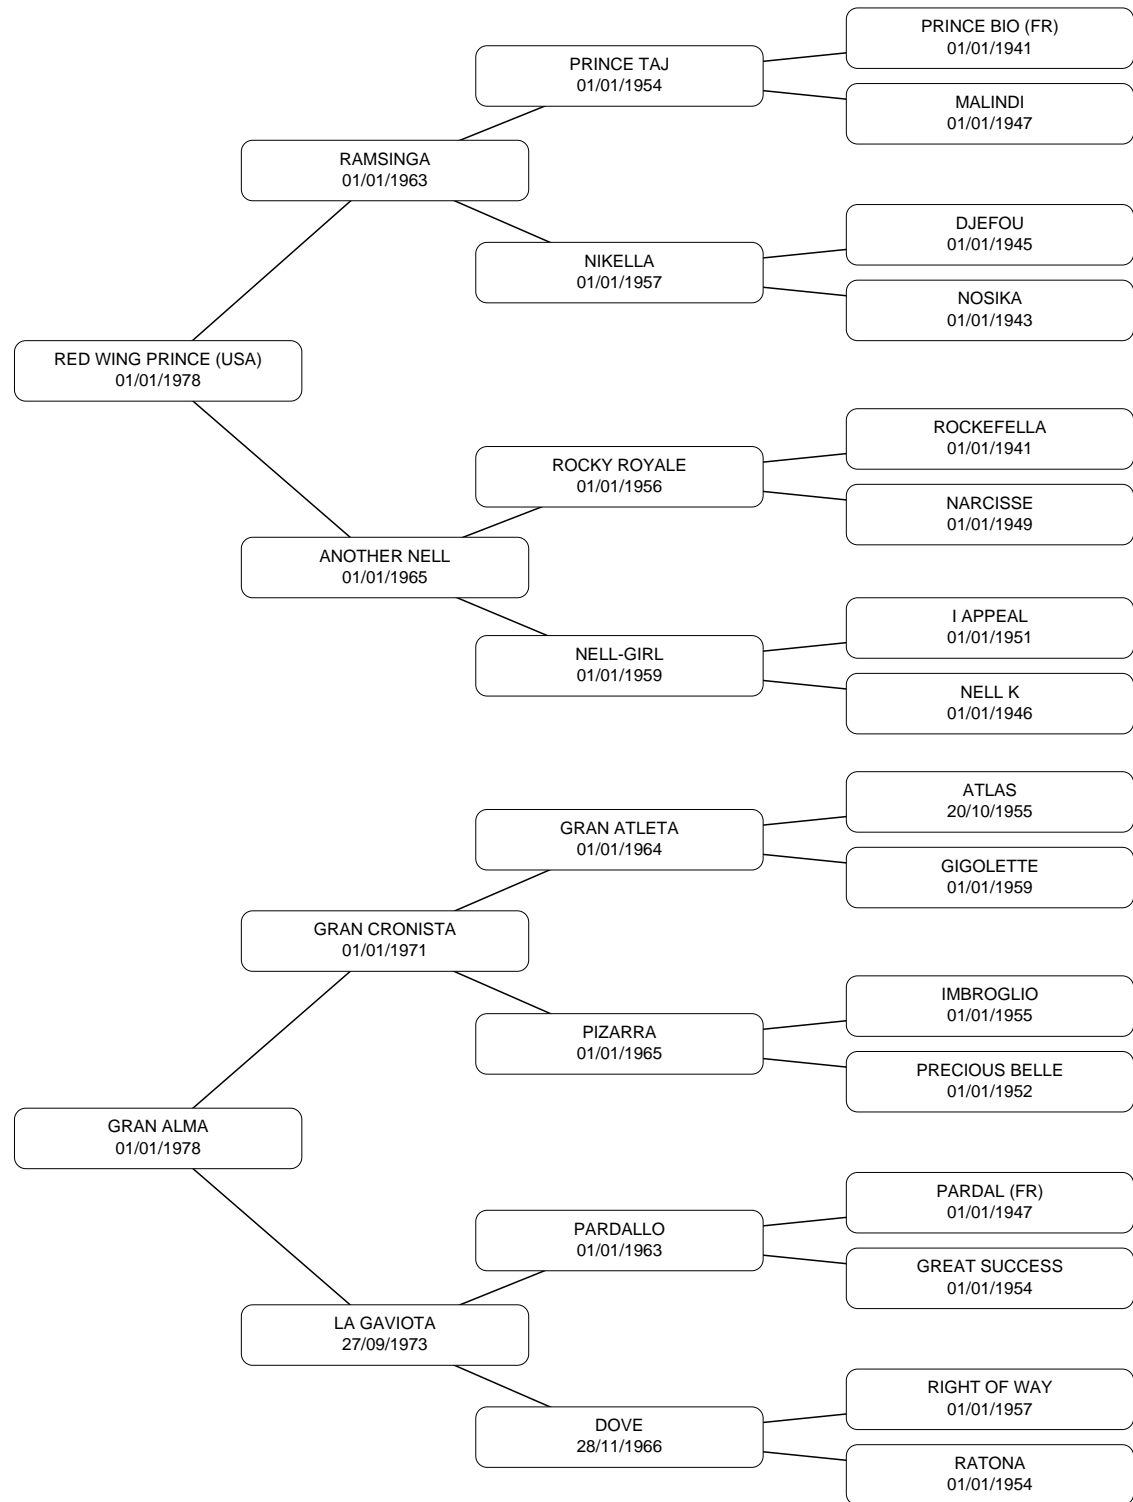 PRINCE BIO (FR)
01/01/1941
PRINCE TAJ
01/01/1954
MALINDI
01/01/1947
RAMSINGA
01/01/1963
DJEFOU
01/01/1945
NIKELLA
01/01/1957
NOSIKA
01/01/1943
RED WING PRINCE (USA)
01/01/1978
ROCKEFELLA
01/01/1941
ROCKY ROYALE
01/01/1956
NARCISSE
01/01/1949
ANOTHER NELL
01/01/1965
I APPEAL
01/01/1951
NELL-GIRL
01/01/1959
NELL K
01/01/1946
ATLAS
20/10/1955
GRAN ATLETA
01/01/1964
GIGOLETTE
01/01/1959
GRAN CRONISTA
01/01/1971
IMBROGLIO
01/01/1955
PIZARRA
01/01/1965
PRECIOUS BELLE
01/01/1952
GRAN ALMA
01/01/1978
PARDAL (FR)
01/01/1947
PARDALLO
01/01/1963
GREAT SUCCESS
01/01/1954
LA GAVIOTA
27/09/1973
RIGHT OF WAY
01/01/1957
DOVE
28/11/1966
RATONA
01/01/1954